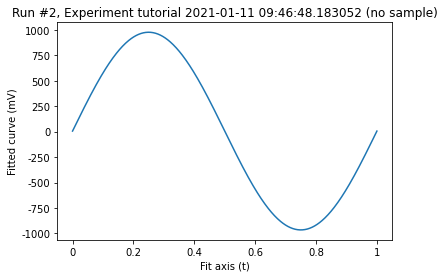 Run #2, Experiment tutorial 2021-01-11 09:46:48.183052 (no sample)
1000
750
500
250
0
-250
-500
-750
-1000
Fitted curve (mV)
0 0.2 0.4 0.6 0.8 1
Fit axis (t)